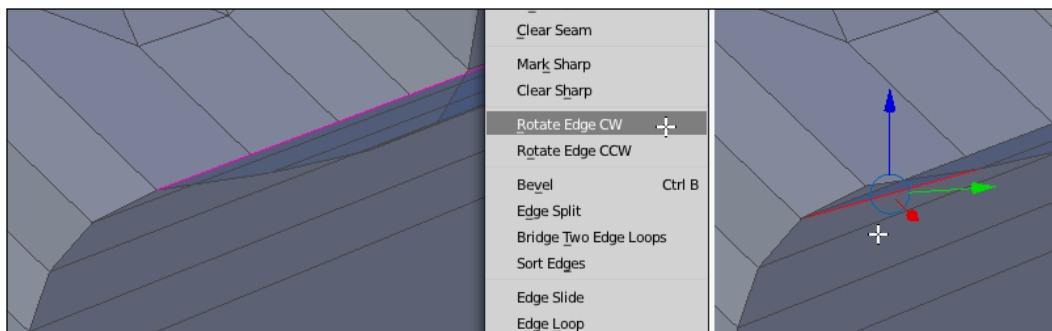 Clear Seam
Mark Sharp
Clear Sharp
Rotate Edge CW
Rotate Edge CCW
Bevel Ctrl B
Edge Split
Bridge Two Edge Loops
Sort Edges
Edge Slide
Edge Loop